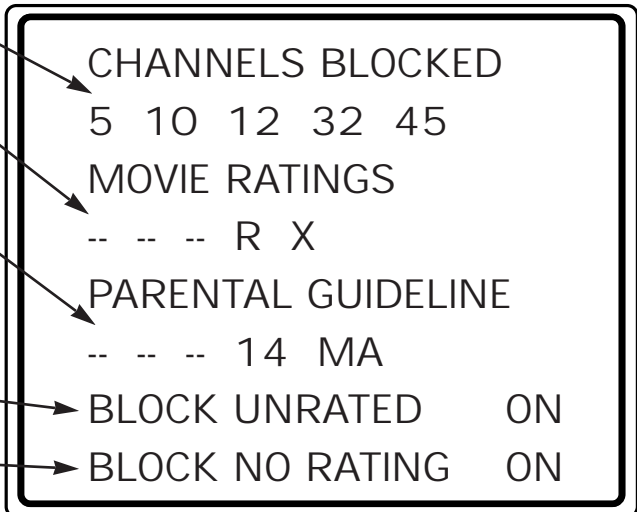 CHANNELS BLOCKED
5 10 12 32 45
MOVIE RATINGS
-- -- -- R X
PARENTAL GUIDELINE
-- -- -- 14 MA
BLOCK UNRATED ON
BLOCK NO RATING ON